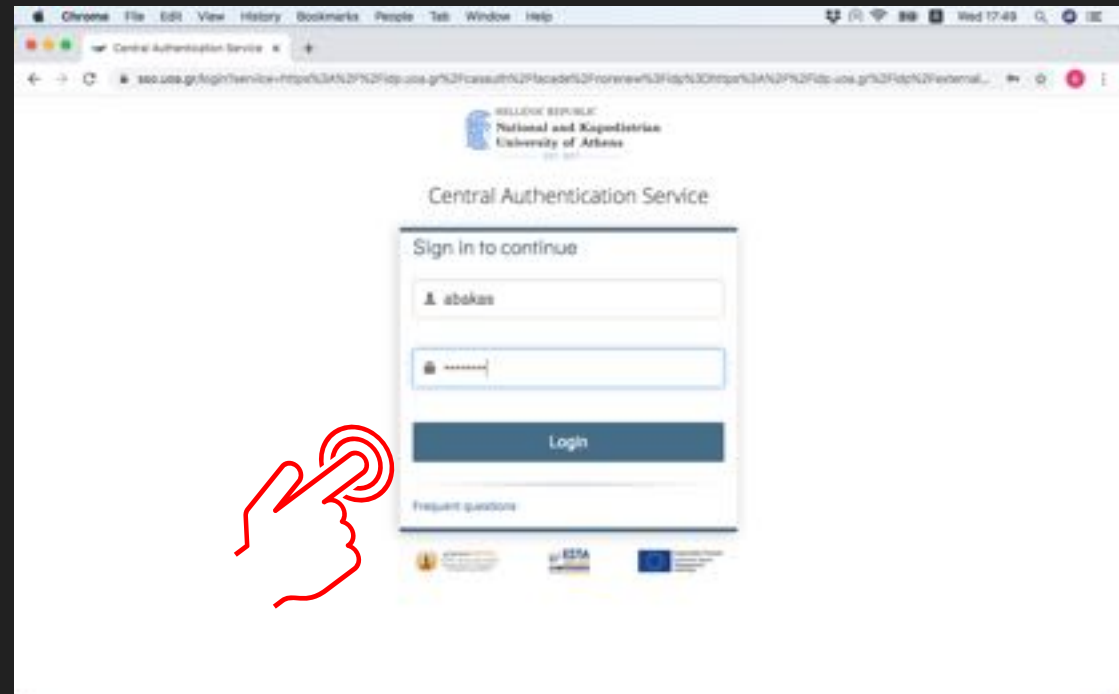 Chrome File Edit View History Bookmarks People Tab Window Help Wed 17:49
Central Authentication Service
HELLENIC REPUBLIC
National and Kapodistrian
University of Athens
Central Authentication Service
Sign in to continue
abakas
Login
Frequent questions
ΕΣΠΑ